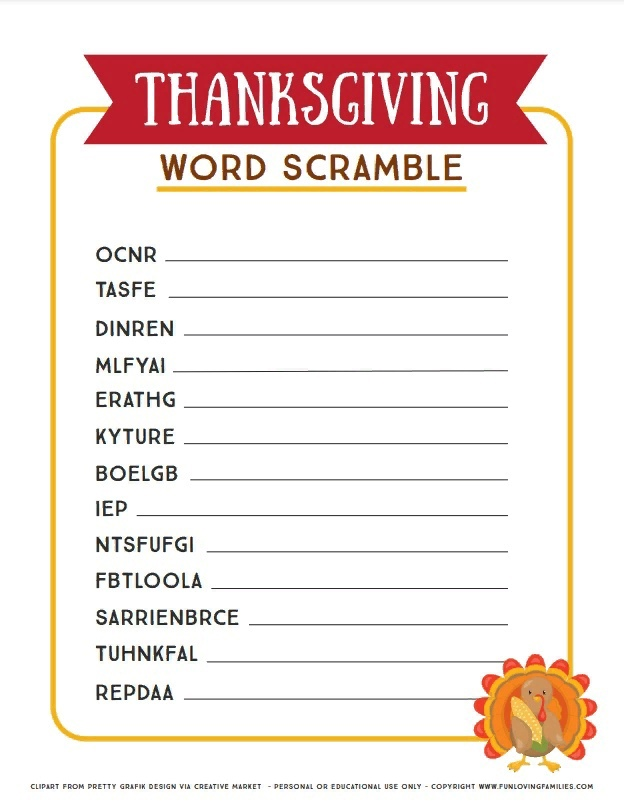 THANKSGIVING
WORD SCRAMBLE
OCNR
TASFE
DINREN
MLFYAI
ERATHG
KYTURE
BOELGB
IEP
NTSFUFGI
FBTLOOLA
SARRIENBRCE
TUHNKFAL
REPDAA
CLIPART FROM PRETTY GRAFIK DESIGN VIA CREATIVE MARKET - PERSONAL OR EDUCATIONAL USE ONLY - COPYRIGHT WWW.FUNLOVINGFAMILIES.COM